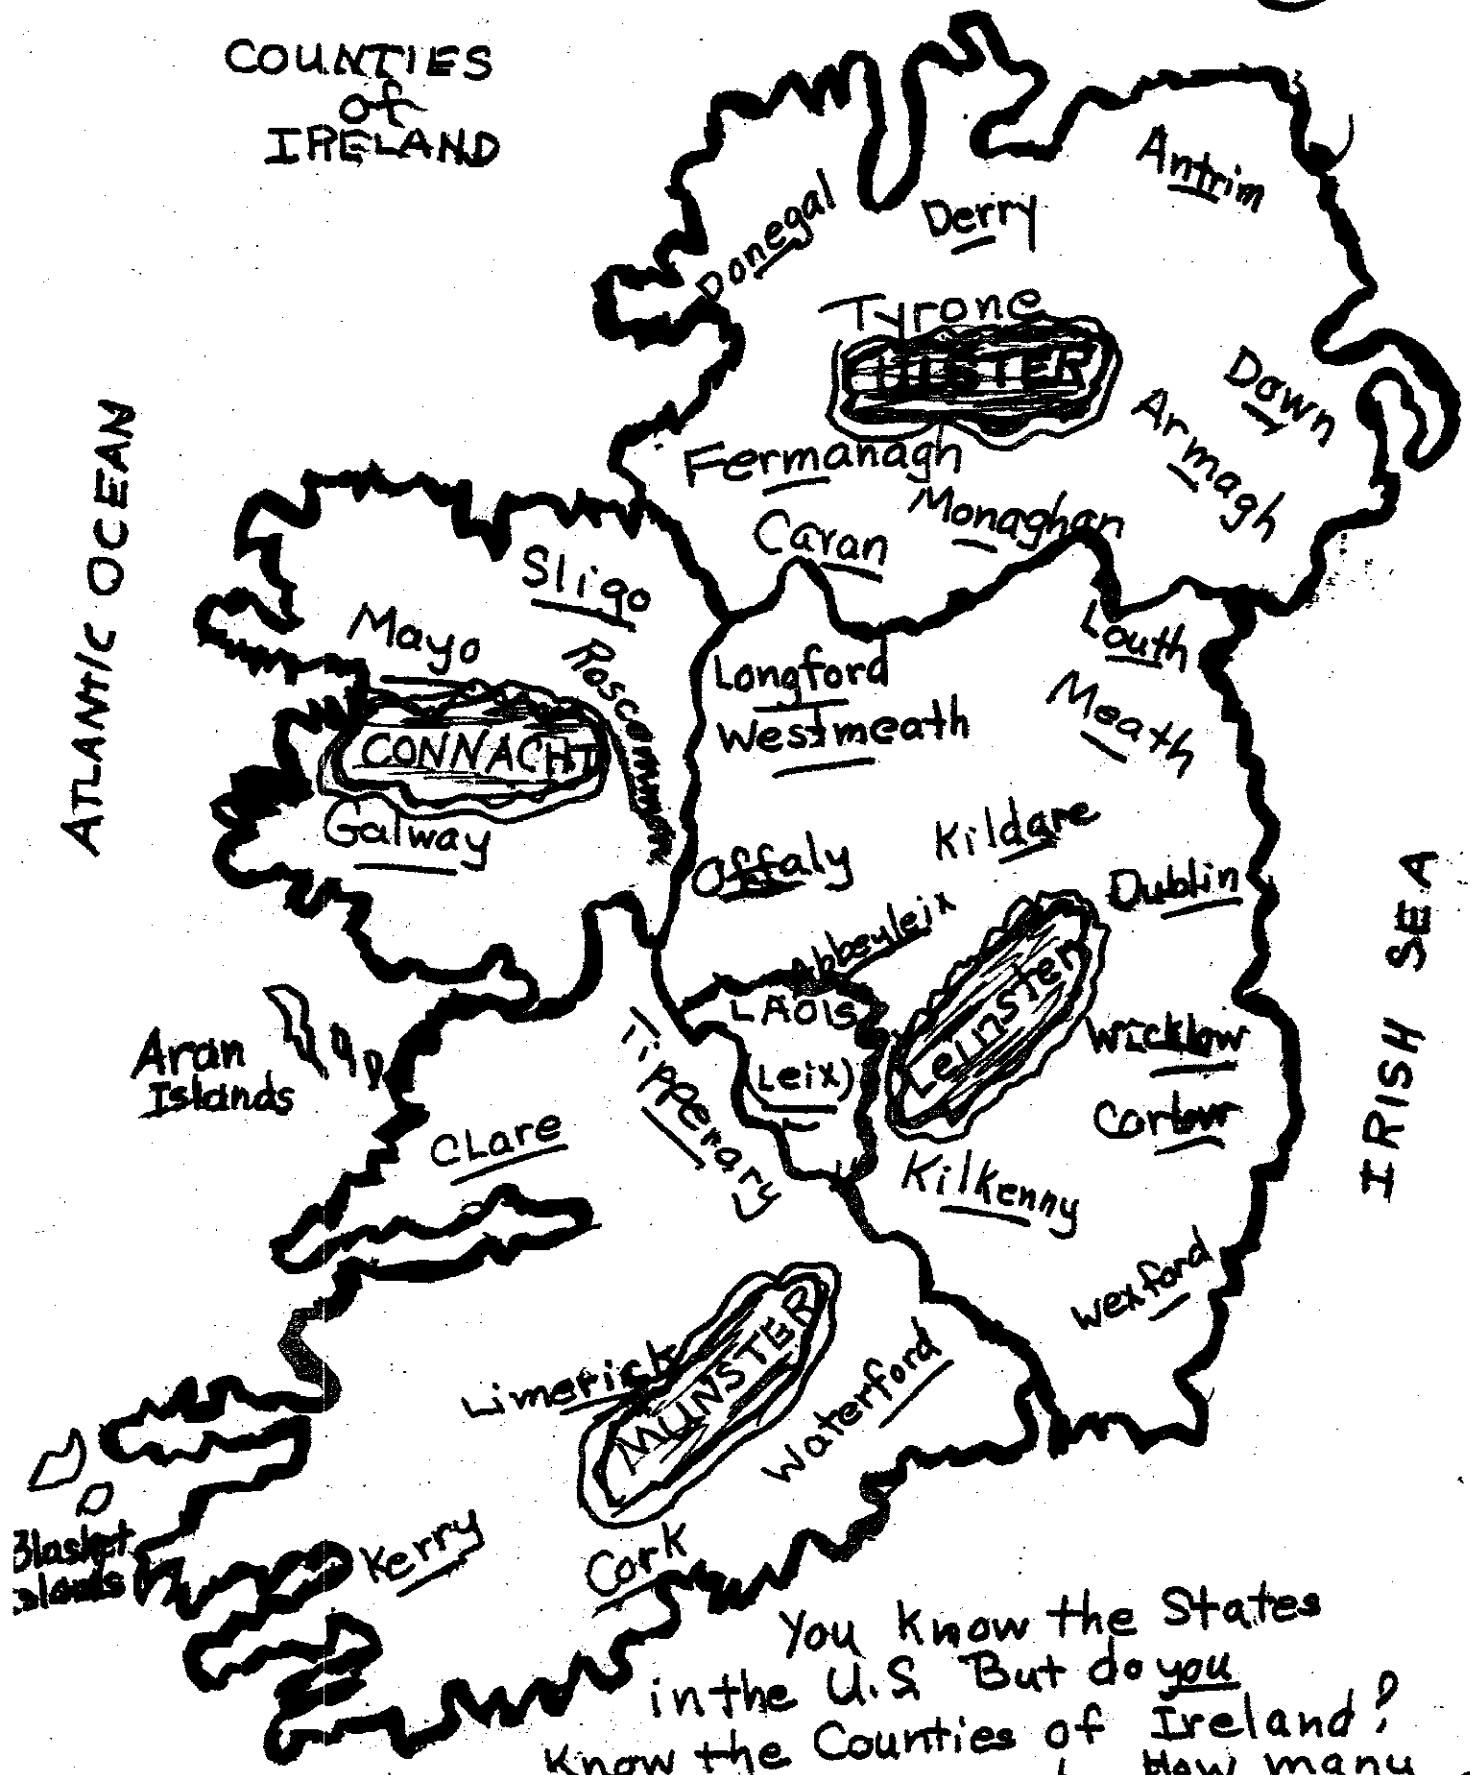 COUNTIES
of
IRELAND
Antrim
Donegal
Derry
Tyrone
ULSTER
Down
Armagh
Fermanagh
Monaghan
Cavan
ATLANTIC OCEAN
Sligo
Mayo
Roscommon
Louth
Longford
Meath
Westmeath
CONNACHT
Galway
Kildare
Offaly
Dublin
Abbeyleix
Leinster
LAOIS
(Leix)
IRISH SEA
Aran
Islands
Tipperary
Wicklow
Carlow
Clare
Kilkenny
Wexford
Limerick
MUNSTER
Waterford
Blasket
Islands
Kerry
Cork
You know the States
in the U.S But do you
Know the Counties of Ireland?
How many